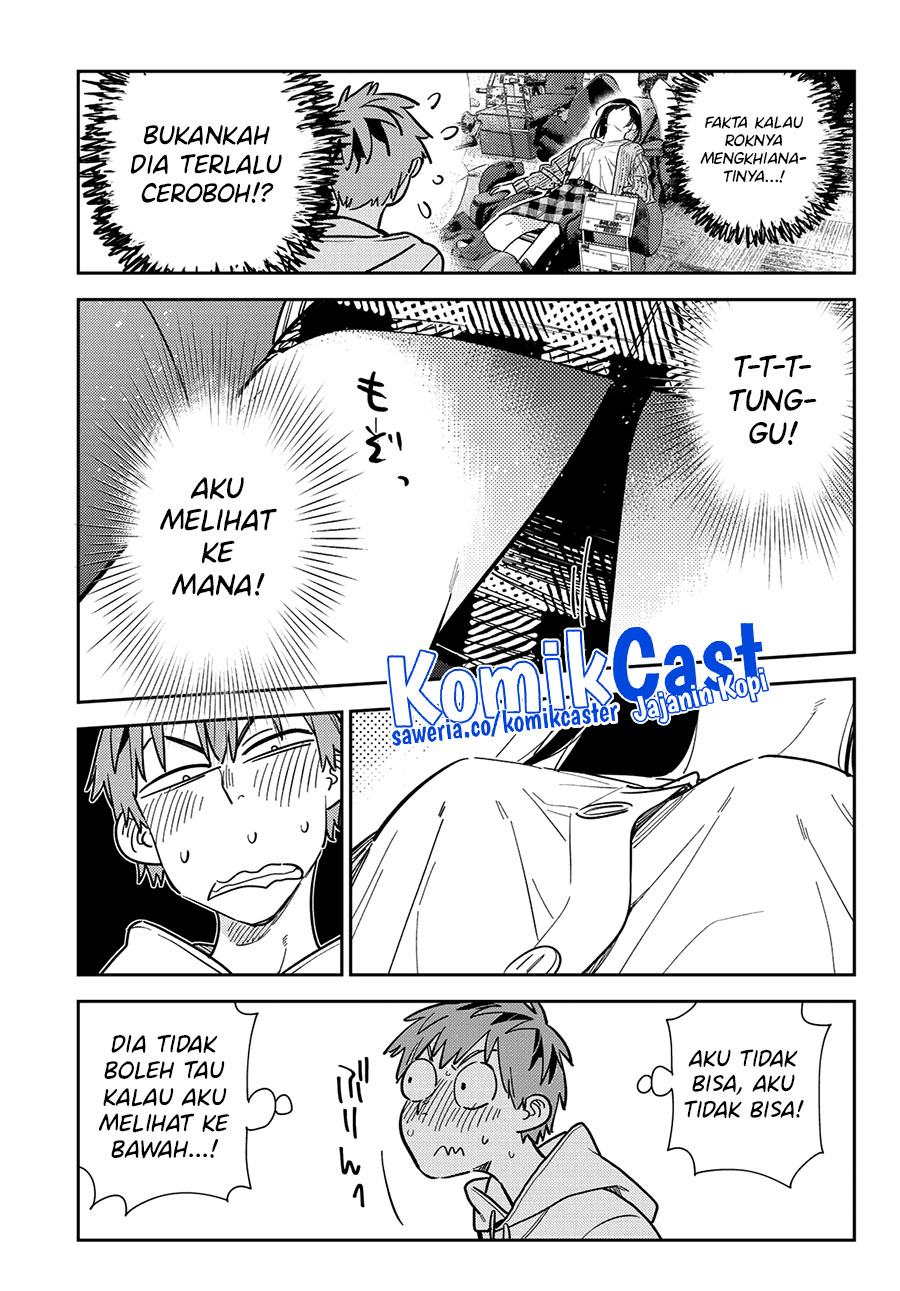 FAKTA KALAU
ROKNYA
MENGKHIANA-
TINYA...!
BUKANKAH
DIA TERLALU
CEROBOH!?
T-T-T-
TUNG-
GU!
もぞっ
AKU
MELIHAT
KE
MANA!
KomikCast
saweria.co/komikcaster Jajanin Kopi
AKU TIDAK
BISA, AKU
TIDAK BISA!
DIA TIDAK
BOLEH TAU
KALAU AKU
MELIHAT KE
BAWAH...!